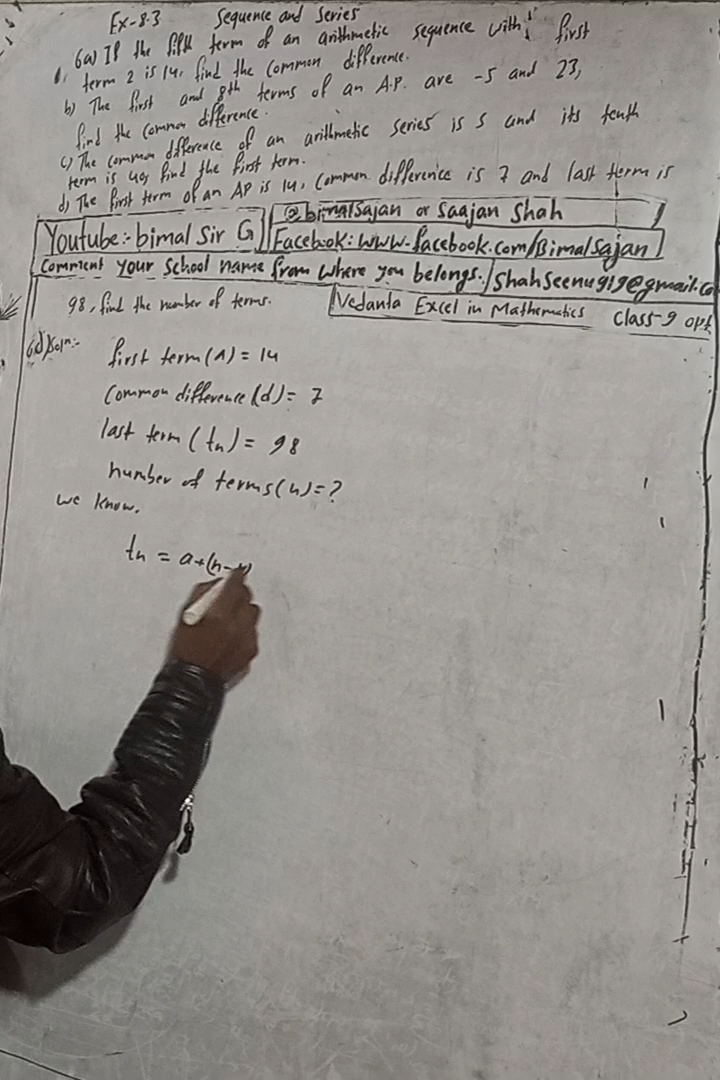 Ex-8.3 Sequence and Series
6a) If the fifth term of an arithmetic sequence with first
term 2 is 14, find the common difference.
b) The first and 8th terms of an A.P. are -5 and 23,
find the common difference.
c) The common difference of an arithmetic series is 5 and its tenth
term is 40, find the first term.
d) The first term of an AP is 14, common difference is 7 and last term is
@bimalsajan or Saajan Shah
Youtube:- bimal Sir G
Facebook: www.facebook.com/Bimalsajan
Comment your School name from where you belongs. / Shahseenu919@gmail.co
98, find the number of terms.
Vedanta Excel in Mathematics Class-9 opt
6d) Soln:-
first term (A) = 14
Common difference (d) = 7
last term (tn) = 98
number of terms (n) = ?
we know,
tn = a+(n-1)